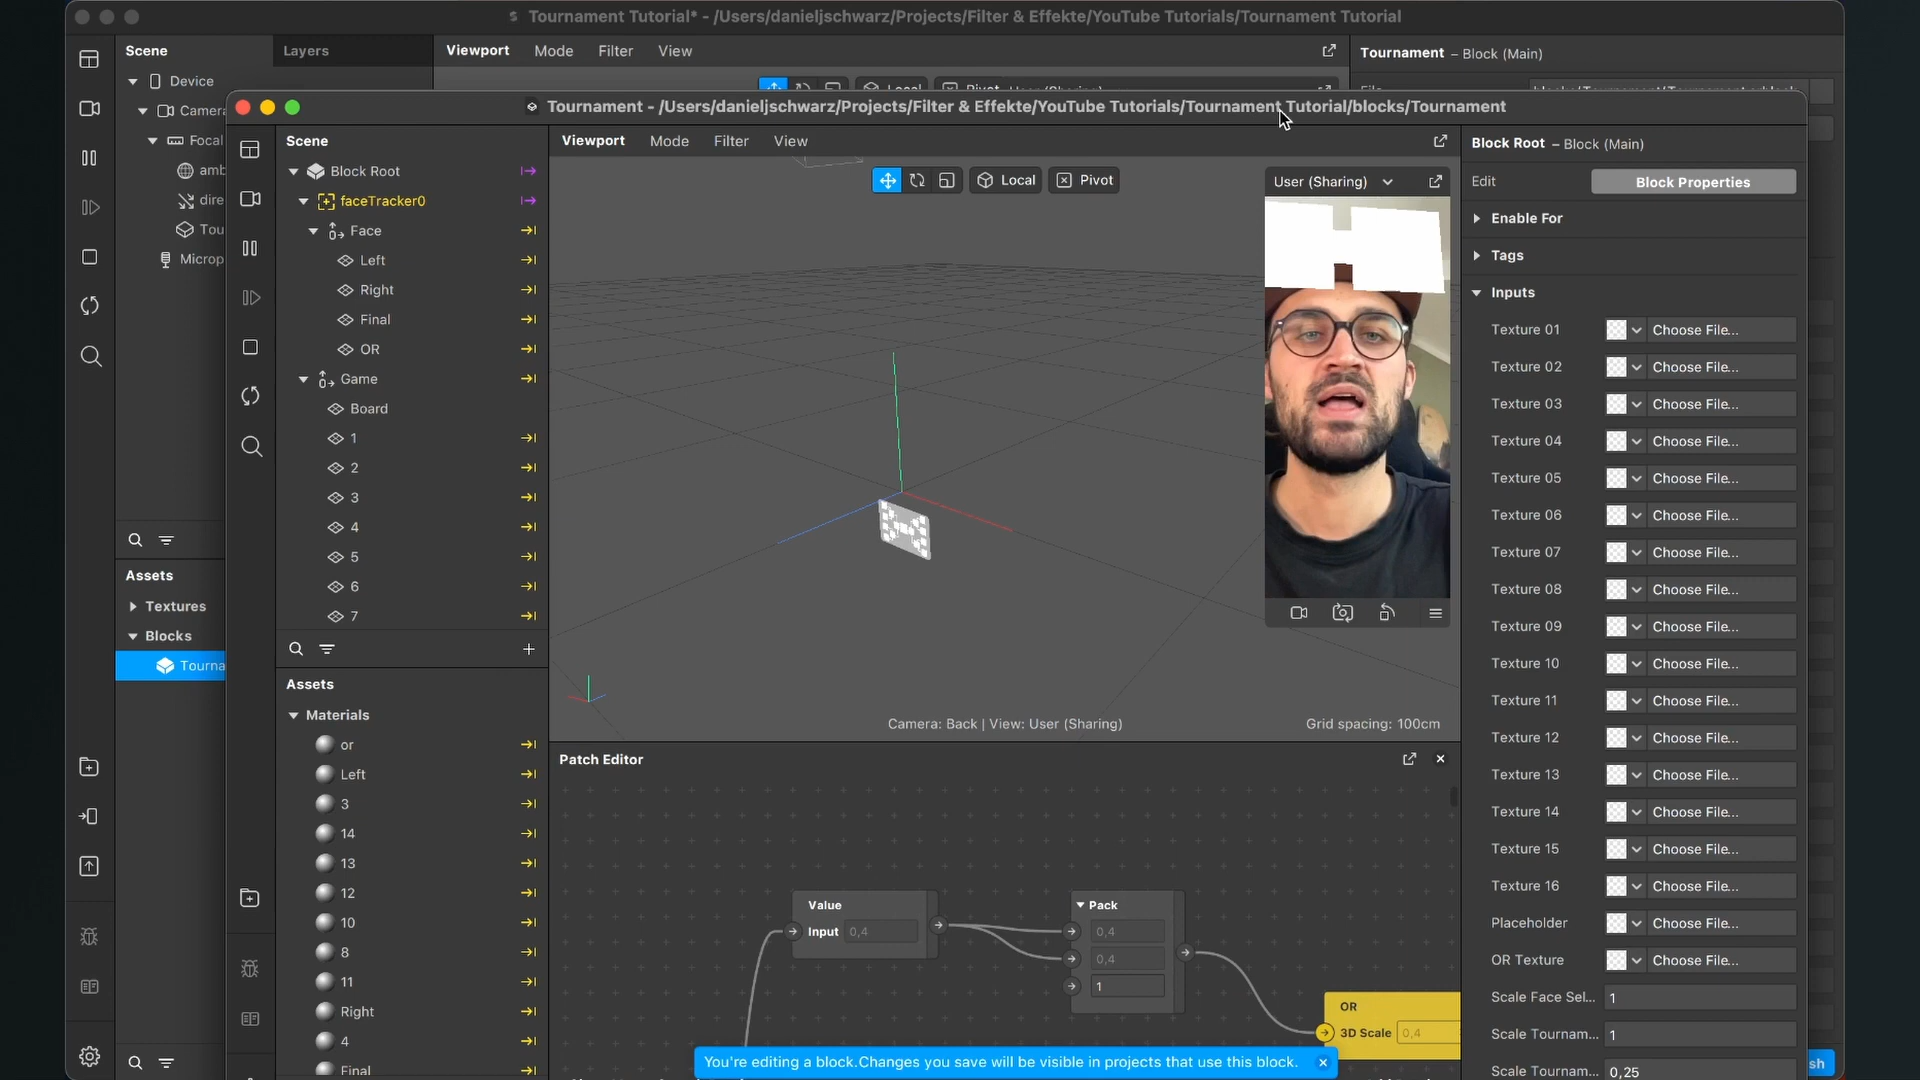 Tournament Tutorial* - /Users/danieljschwarz/Projects/Filter & Effekte/YouTube Tutorials/Tournament Tutorial
Scene
Layers
Viewport
Mode
Filter
View
Tournament – Block (Main)
Device
Camera
Focal
amb
dire
Tou
Microp
Assets
Textures
Blocks
Tourna
Tournament - /Users/danieljschwarz/Projects/Filter & Effekte/YouTube Tutorials/Tournament Tutorial/blocks/Tournament
Scene
Block Root
faceTracker0
Face
Left
Right
Final
OR
Game
Board
1
2
3
4
5
6
7
Assets
Materials
or
Left
3
14
13
12
10
8
11
Right
4
Final
Viewport
Mode
Filter
View
Local
Pivot
User (Sharing)
Camera: Back | View: User (Sharing)
Grid spacing: 100cm
Patch Editor
Value
Input 0,4
Pack
0,4
0,4
1
OR
3D Scale 0,4
You're editing a block.Changes you save will be visible in projects that use this block.
Block Root – Block (Main)
Edit
Block Properties
Enable For
Tags
Inputs
Texture 01 Choose File...
Texture 02 Choose File...
Texture 03 Choose File...
Texture 04 Choose File...
Texture 05 Choose File...
Texture 06 Choose File...
Texture 07 Choose File...
Texture 08 Choose File...
Texture 09 Choose File...
Texture 10 Choose File...
Texture 11 Choose File...
Texture 12 Choose File...
Texture 13 Choose File...
Texture 14 Choose File...
Texture 15 Choose File...
Texture 16 Choose File...
Placeholder Choose File...
OR Texture Choose File...
Scale Face Sel... 1
Scale Tournam... 1
Scale Tournam... 0,25
sh